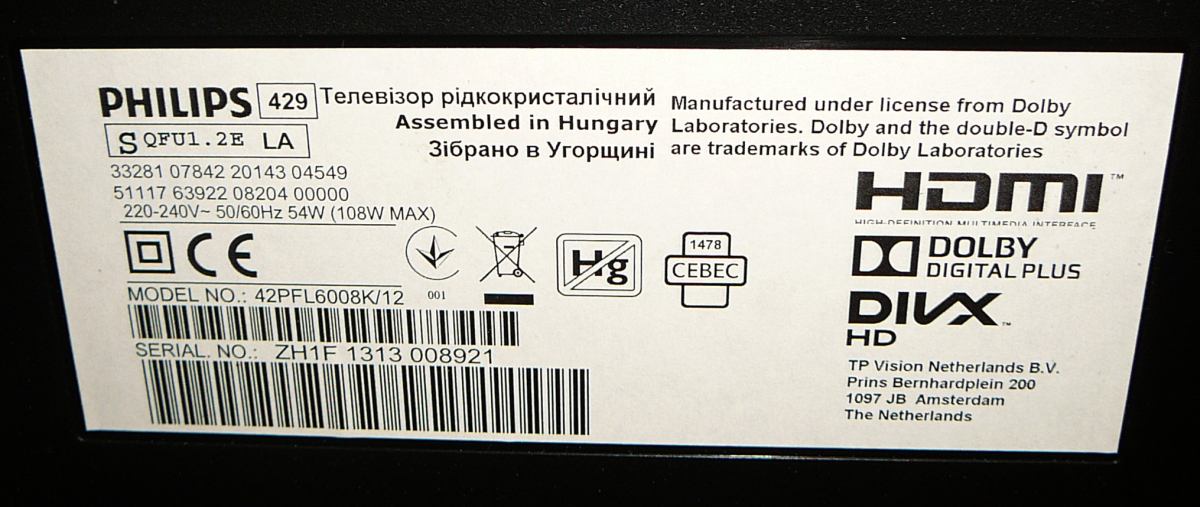 PHILIPS 429
S QFU1.2E LA
33281 07842 20143 04549
51117 63922 08204 00000
220-240V~ 50/60Hz 54W (108W MAX)
Телевізор рідкокристалічний
Assembled in Hungary
Зібрано в Угорщині
Manufactured under license from Dolby
Laboratories. Dolby and the double-D symbol
are trademarks of Dolby Laboratories
CE
001
Hg
1478
CEBEC
MODEL NO.: 42PFL6008K/12
SERIAL. NO.: ZH1F 1313 008921
HDMI™
HIGH-DEFINITION MULTIMEDIA INTERFACE
DOLBY
DIGITAL PLUS
DIVX™
HD
TP Vision Netherlands B.V.
Prins Bernhardplein 200
1097 JB Amsterdam
The Netherlands